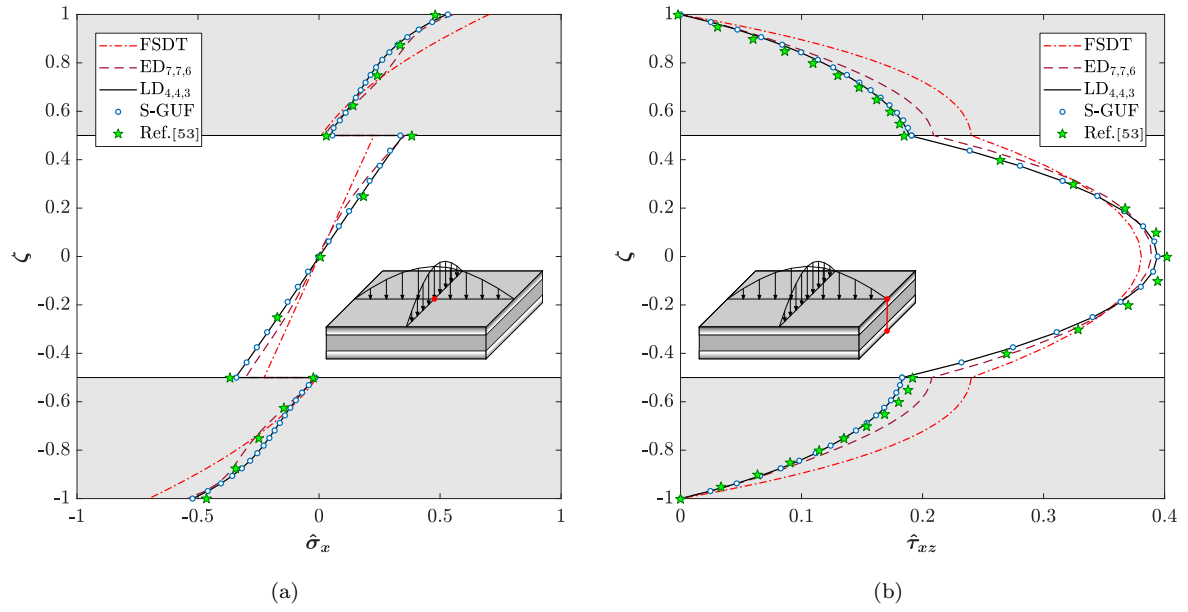 FSDT
ED7,7,6
LD4,4,3
S-GUF
Ref.[53]
1
0.8
0.6
0.4
0.2
0
-0.2
-0.4
-0.6
-0.8
-1
ζ
-1
-0.5
0
0.5
1
σ̂x
(a)
FSDT
ED7,7,6
LD4,4,3
S-GUF
Ref.[53]
1
0.8
0.6
0.4
0.2
0
-0.2
-0.4
-0.6
-0.8
-1
ζ
0
0.1
0.2
0.3
0.4
τ̂xz
(b)